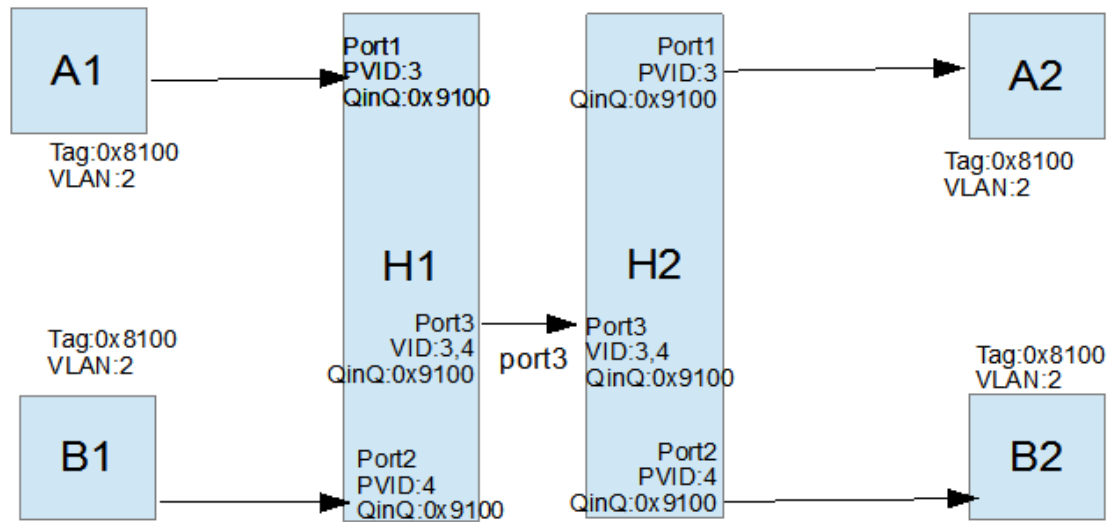 A1
Tag:0x8100
VLAN:2
Port1
PVID:3
QinQ:0x9100
Port1
PVID:3
QinQ:0x9100
A2
Tag:0x8100
VLAN:2
H1
H2
Port3
VID:3,4
QinQ:0x9100
port3
Port3
VID:3,4
QinQ:0x9100
Tag:0x8100
VLAN:2
B1
Port2
PVID:4
QinQ:0x9100
Port2
PVID:4
QinQ:0x9100
Tag:0x8100
VLAN:2
B2